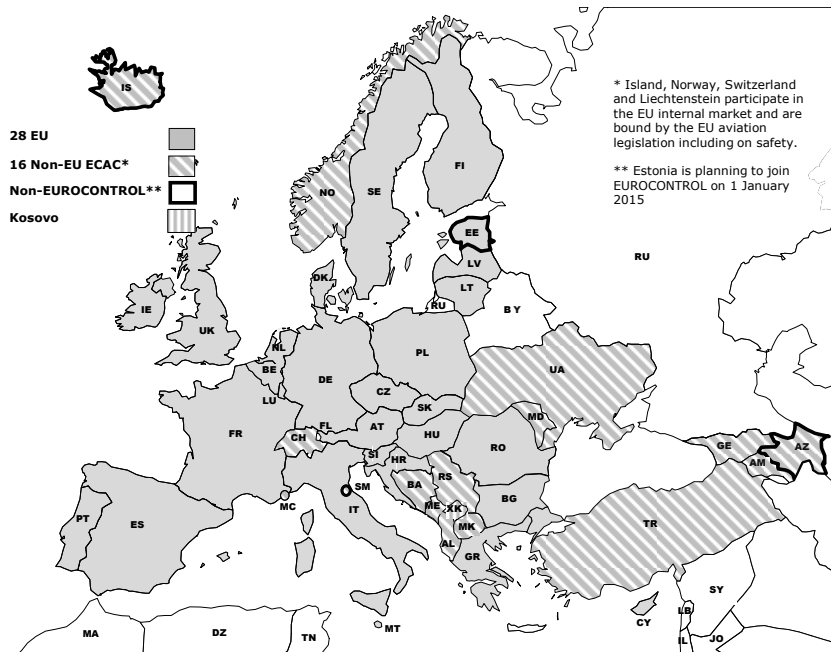 IS
28 EU
16 Non-EU ECAC*
Non-EUROCONTROL**
Kosovo
* Island, Norway, Switzerland
and Liechtenstein participate in
the EU internal market and are
bound by the EU aviation
legislation including on safety.
** Estonia is planning to join
EUROCONTROL on 1 January
2015
FI
NO
SE
EE
RU
LV
DK
LT
RU
BY
IE
UK
NL
PL
BE
UA
DE
CZ
LU
SK
MD
FL
AT
FR
CH
HU
RO
GE
AZ
SI
HR
AM
RS
BA
SM
MC
ME
XK
BG
IT
PT
ES
MK
TR
AL
GR
SY
LB
CY
MT
MA
DZ
TN
IL
JO